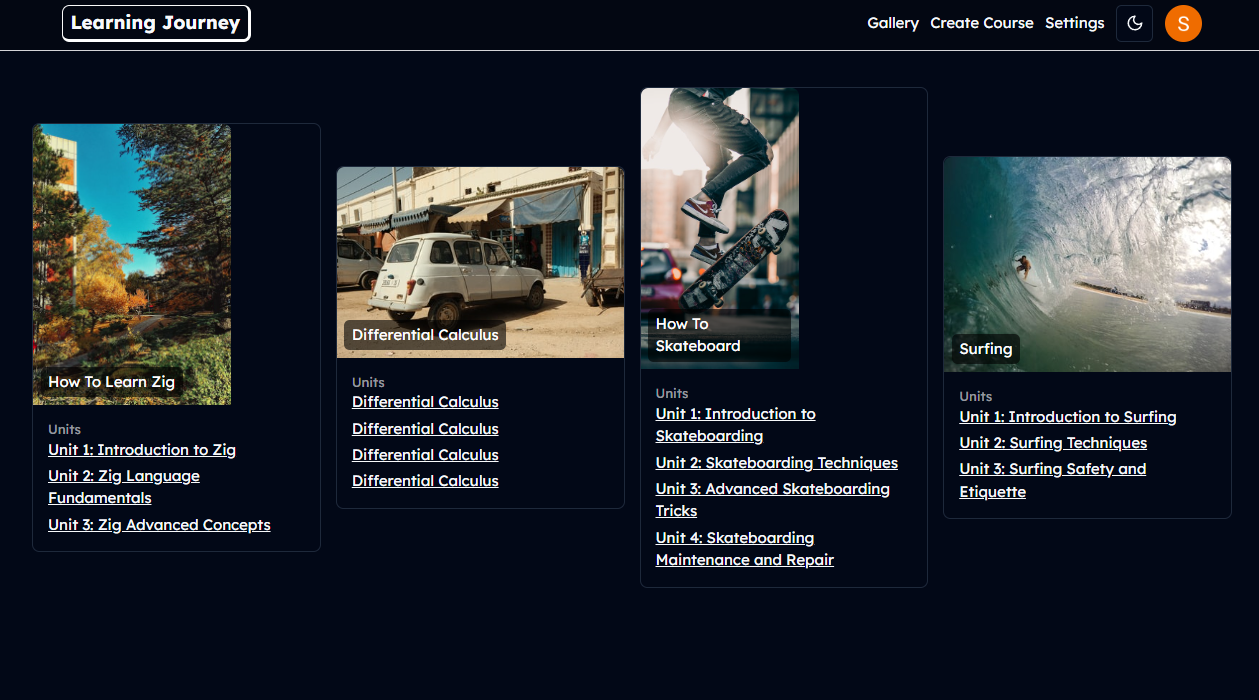 Learning Journey
Gallery
Create Course
Settings
S
How To Learn Zig
Units
Unit 1: Introduction to Zig
Unit 2: Zig Language
Fundamentals
Unit 3: Zig Advanced Concepts
Differential Calculus
Units
Differential Calculus
Differential Calculus
Differential Calculus
Differential Calculus
How To
Skateboard
Units
Unit 1: Introduction to
Skateboarding
Unit 2: Skateboarding Techniques
Unit 3: Advanced Skateboarding
Tricks
Unit 4: Skateboarding
Maintenance and Repair
Surfing
Units
Unit 1: Introduction to Surfing
Unit 2: Surfing Techniques
Unit 3: Surfing Safety and
Etiquette